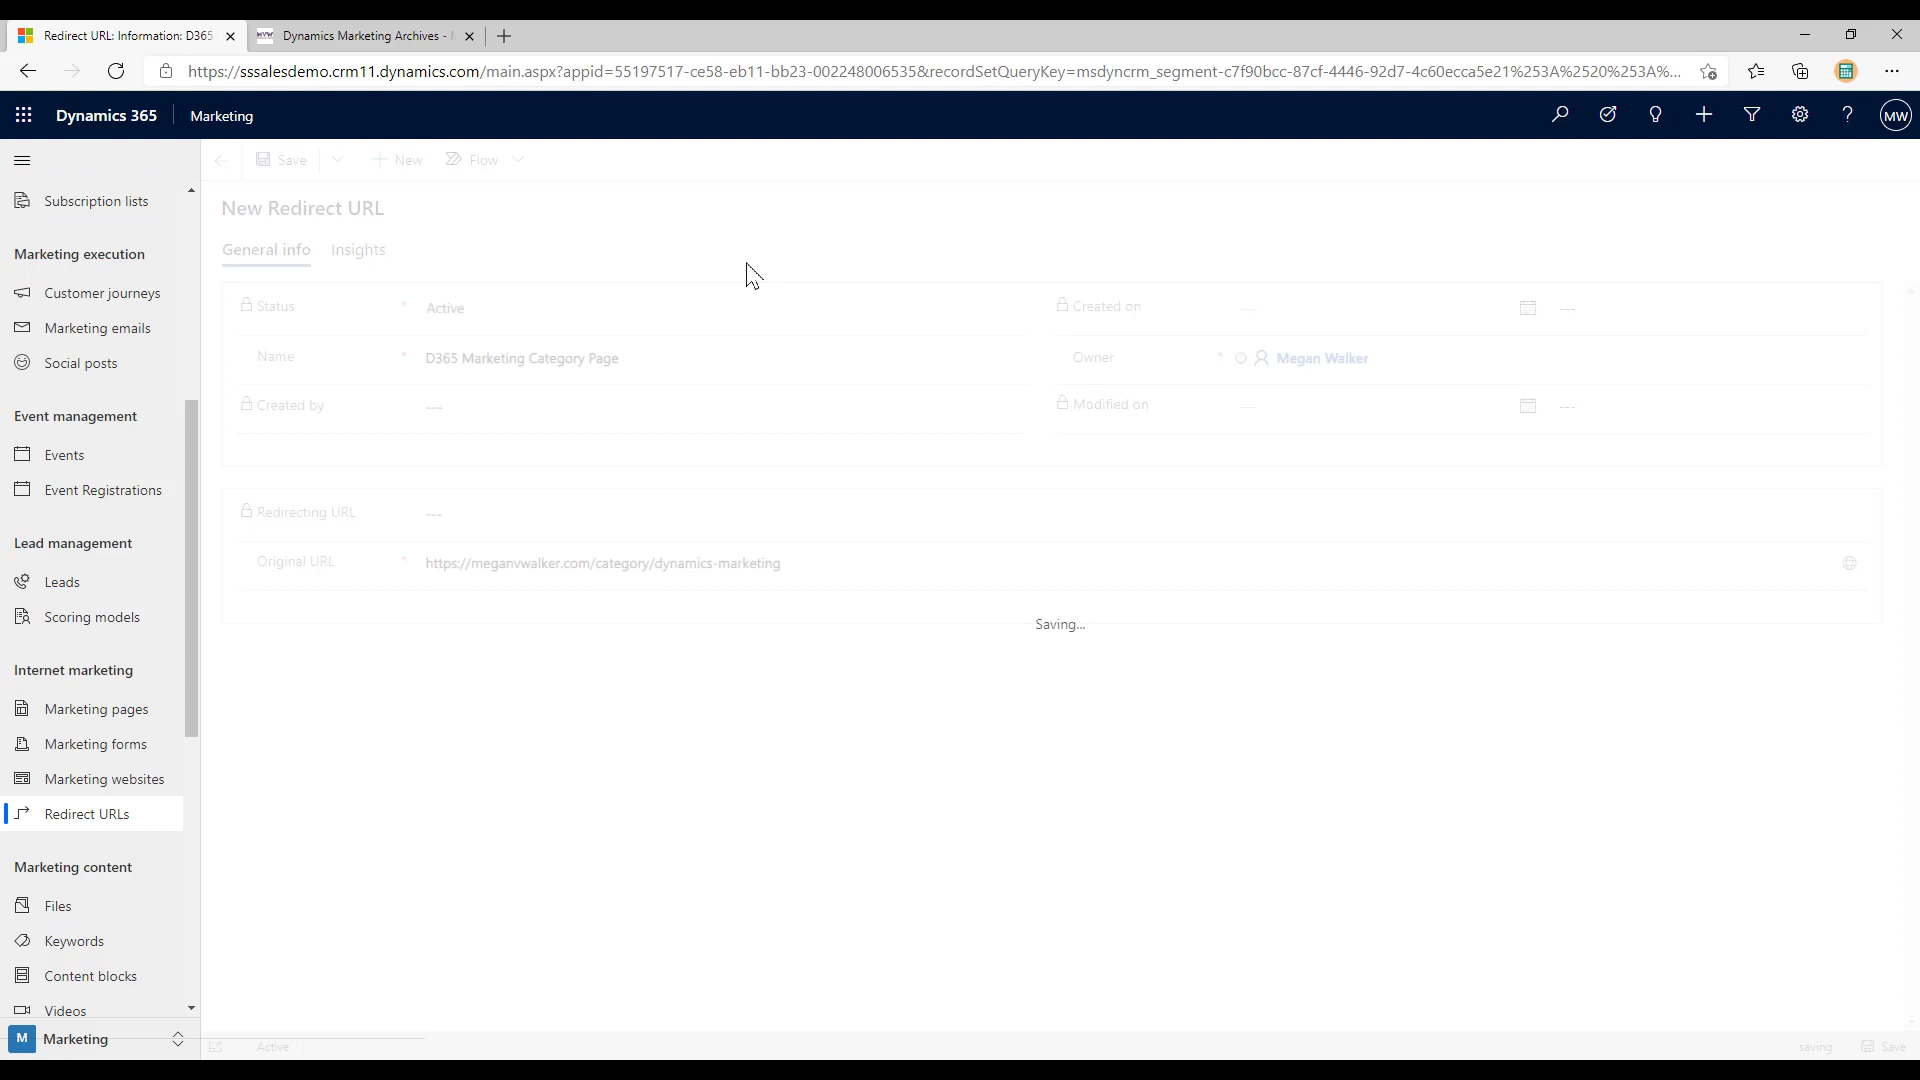 Redirect URL: Information: D365
Dynamics Marketing Archives -
https://sssalesdemo.crm11.dynamics.com/main.aspx?appid=55197517-ce58-eb11-bb23-002248006535&recordSetQueryKey=msdyncrm_segment-c7f90bcc-87cf-4446-92d7-4c60ecca5e21%253A%2520%253A%...
Dynamics 365 Marketing MW
Save New Flow
New Redirect URL
General info Insights
Status * Active Created on --- ---
Name * D365 Marketing Category Page Owner * Megan Walker
Created by --- Modified on --- ---
Redirecting URL ---
Original URL * https://meganvwalker.com/category/dynamics-marketing
Saving...
Subscription lists
Marketing execution
Customer journeys
Marketing emails
Social posts
Event management
Events
Event Registrations
Lead management
Leads
Scoring models
Internet marketing
Marketing pages
Marketing forms
Marketing websites
Redirect URLs
Marketing content
Files
Keywords
Content blocks
Videos
M Marketing
Active saving Save